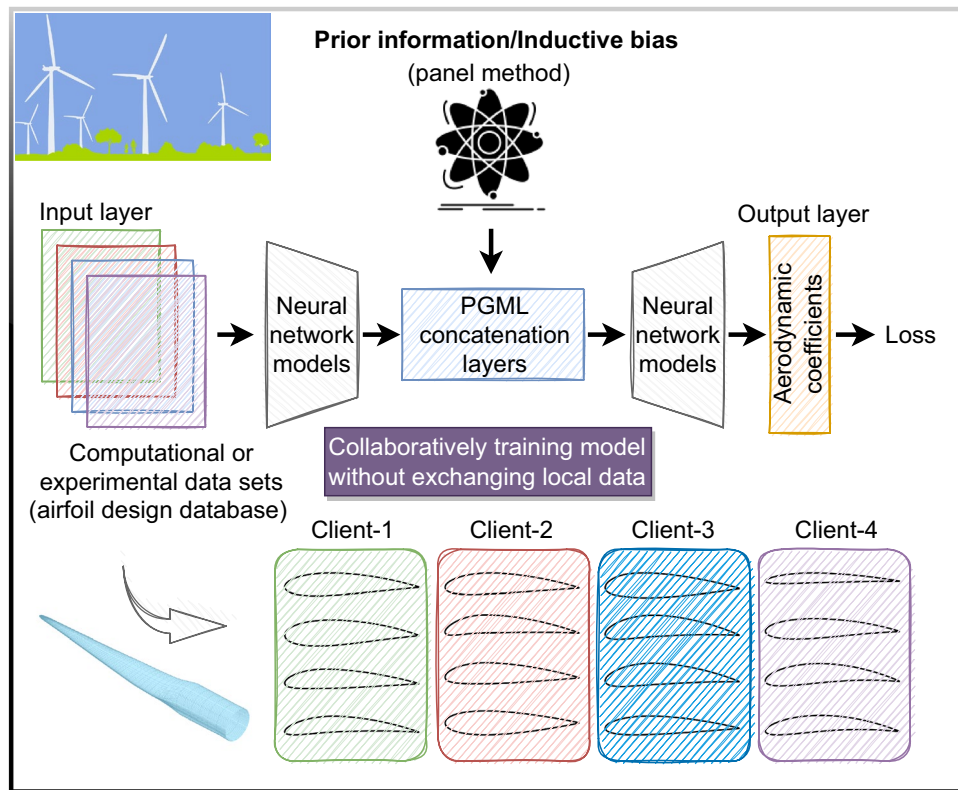 Prior information/Inductive bias
(panel method)
Input layer
Output layer
Neural
network
models
PGML
concatenation
layers
Neural
network
models
Aerodynamic
coefficients
Loss
Computational or
experimental data sets
(airfoil design database)
Collaboratively training model
without exchanging local data
Client-1
Client-2
Client-3
Client-4